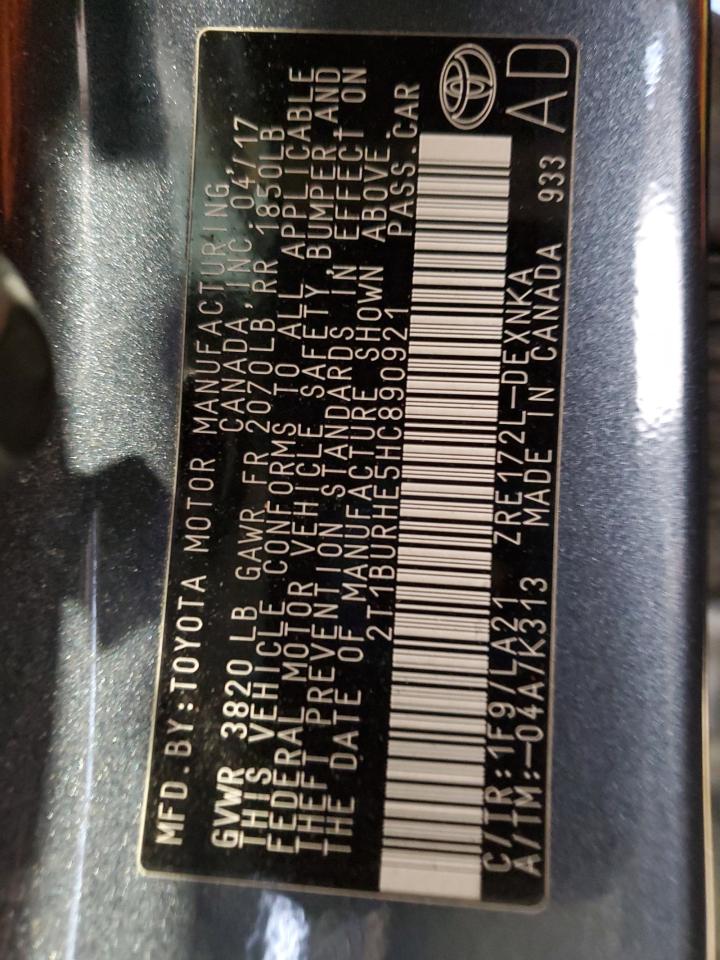 MFD.BY:TOYOTA MOTOR MANUFACTURING
CANADA, INC 04/17
GVWR 3820 LB GAWR FR 2070LB RR 1850LB
THIS VEHICLE CONFORMS TO ALL APPLICABLE
FEDERAL MOTOR VEHICLE SAFETY, BUMPER AND
THEFT PREVENTION STANDARDS IN EFFECT ON
THE DATE OF MANUFACTURE SHOWN ABOVE.
2T1BURHE5HC890921 PASS.CAR
C/TR:1F9/LA21 ZRE172L-DEXNKA
A/TM:-04A/K313 MADE IN CANADA 933
AD